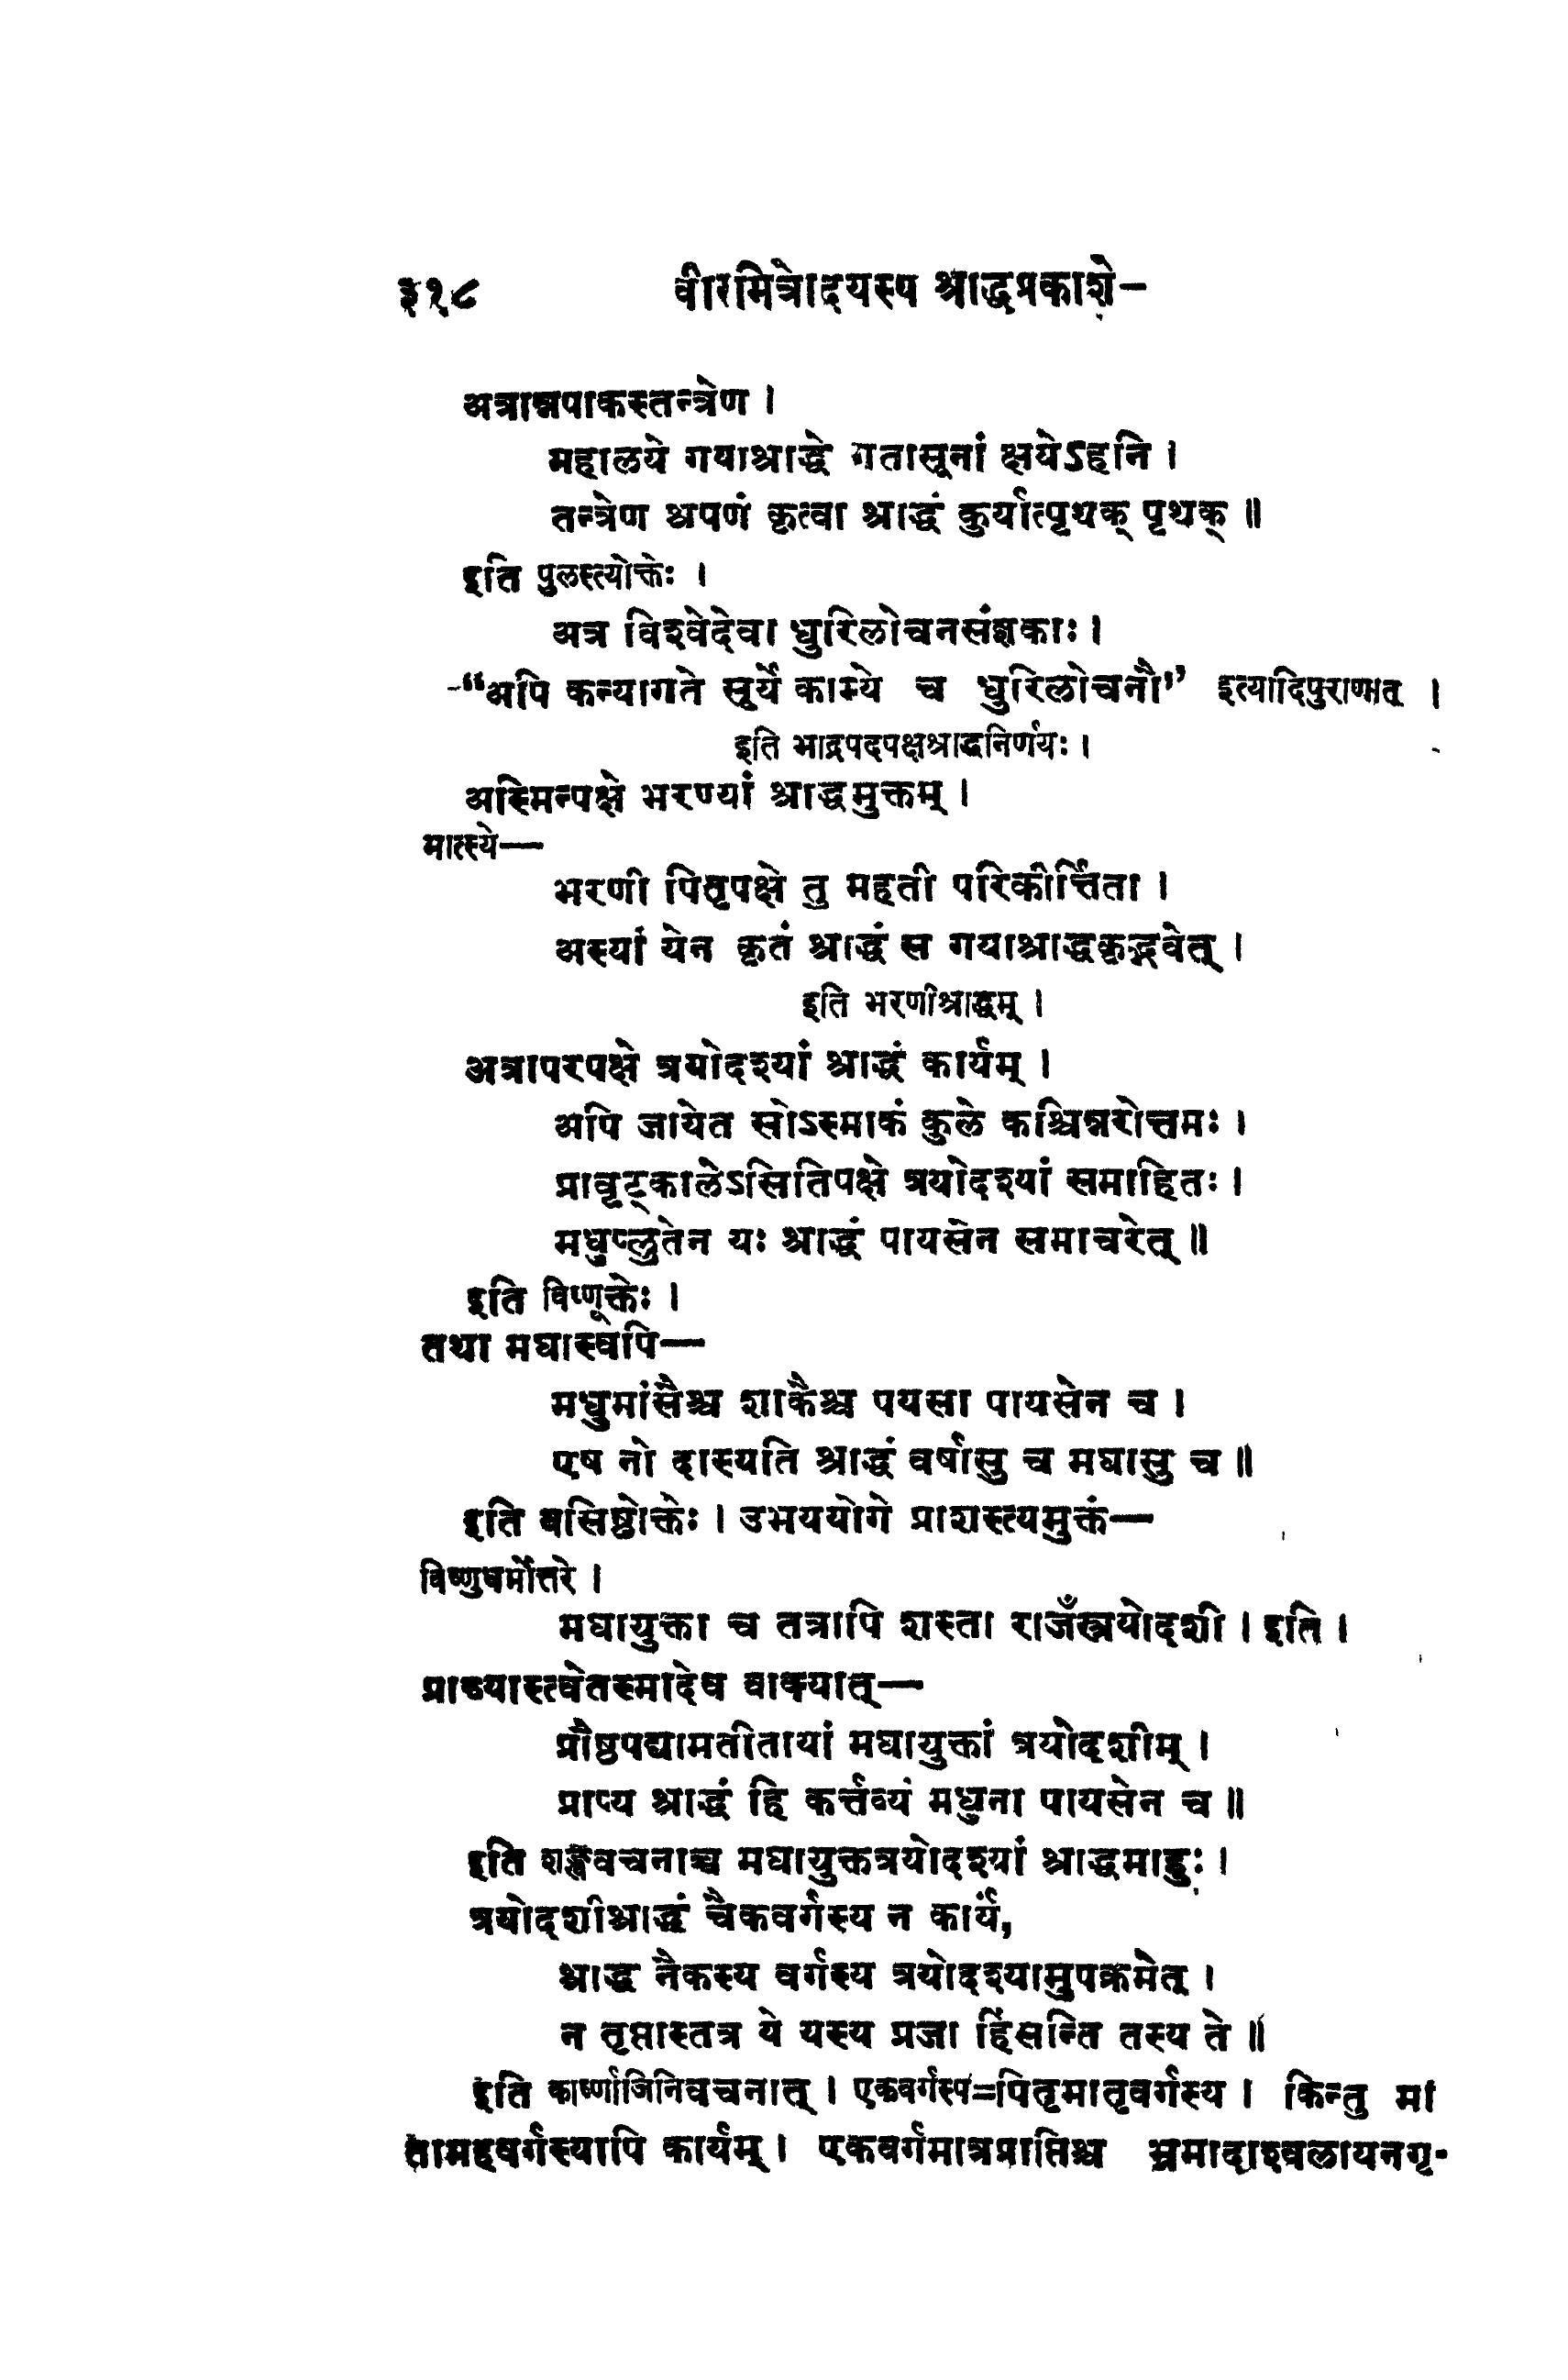 ३१८ वीरमित्रोदयस्य श्राद्धप्रकाशे-
अत्रान्नपाकस्तन्त्रेण ।
महालये गयाश्राद्धे गतासूनां क्षयेऽहनि ।
तन्त्रेण श्रपणं कृत्वा श्राद्धं कुर्यात्पृथक् पृथक् ॥
इति पुलस्त्योक्तेः ।
अत्र विश्वेदेवा धुरिलोचनसंज्ञकाः ।
-“अपि कन्यागते सूर्ये काम्ये च धुरिलोचनौ” इत्यादिपुराणात् ।
इति भाद्रपदपक्षश्राद्धनिर्णयः ।
अस्मिन्पक्षे भरण्यां श्राद्धमुक्तम् ।
मात्स्ये—
भरणी पितृपक्षे तु महती परिकीर्त्तिता ।
अस्यां येन कृतं श्राद्धं स गयाश्राद्धकृद्भवेत् ।
इति भरणीश्राद्धम् ।
अत्रापरपक्षे त्रयोदश्यां श्राद्धं कार्यम् ।
अपि जायेत सोऽस्माकं कुले कश्चिन्नरोत्तमः ।
प्रावृट्कालेऽसितिपक्षे त्रयोदश्यां समाहितः ।
मधुप्लुतेन यः श्राद्धं पायसेन समाचरेत् ॥
इति विष्णूक्तेः ।
तथा मघास्वपि—
मधुमांसैश्च शाकैश्च पयसा पायसेन च ।
एष नो दास्यति श्राद्धं वर्षासु च मघासु च ॥
इति वसिष्ठोक्तेः । उभययोगे प्राशस्त्यमुक्तं—
विष्णुधर्मोत्तरे ।
मघायुक्ता च तत्रापि शस्ता राजँस्त्रयोदशी । इति ।
प्राच्यास्त्वेतस्मादेव वाक्यात्—
प्रौष्ठपद्यामतीतायां मघायुक्तां त्रयोदशीम् ।
प्राप्य श्राद्धं हि कर्त्तव्यं मधुना पायसेन च ॥
इति शङ्खवचनाच्च मघायुक्तत्रयोदश्यां श्राद्धमाहुः ।
त्रयोदशीश्राद्धं चैकवर्गस्य न कार्यं,
श्राद्ध नैकस्य वर्गस्य त्रयोदश्यामुपक्रमेत् ।
न तृप्तास्तत्र ये यस्य प्रजा हिंसन्ति तस्य ते ॥
इति कार्ष्णाजिनिवचनात् । एकवर्गस्य=पितृमातृवर्गस्य । किन्तु मा
तामहवर्गस्यापि कार्यम् । एकवर्गमात्रप्राप्तिश्च भ्रमादाश्वलायनगृ-